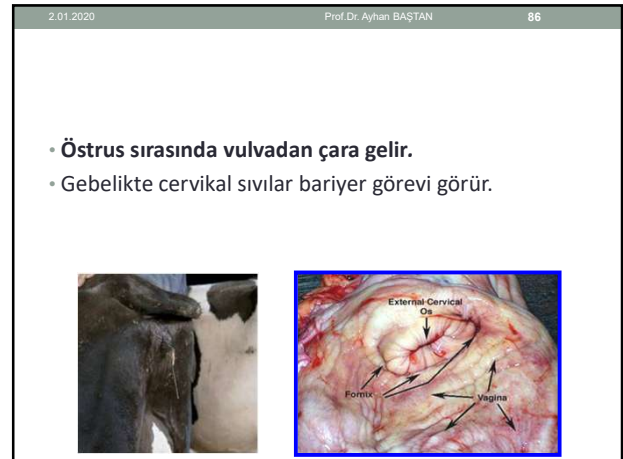 2.01.2020 Prof.Dr. Ayhan BAŞTAN 86
• Östrus sırasında vulvadan çara gelir.
• Gebelikte cervikal sıvılar bariyer görevi görür.
External Cervical
Os
Fornix
Vagina